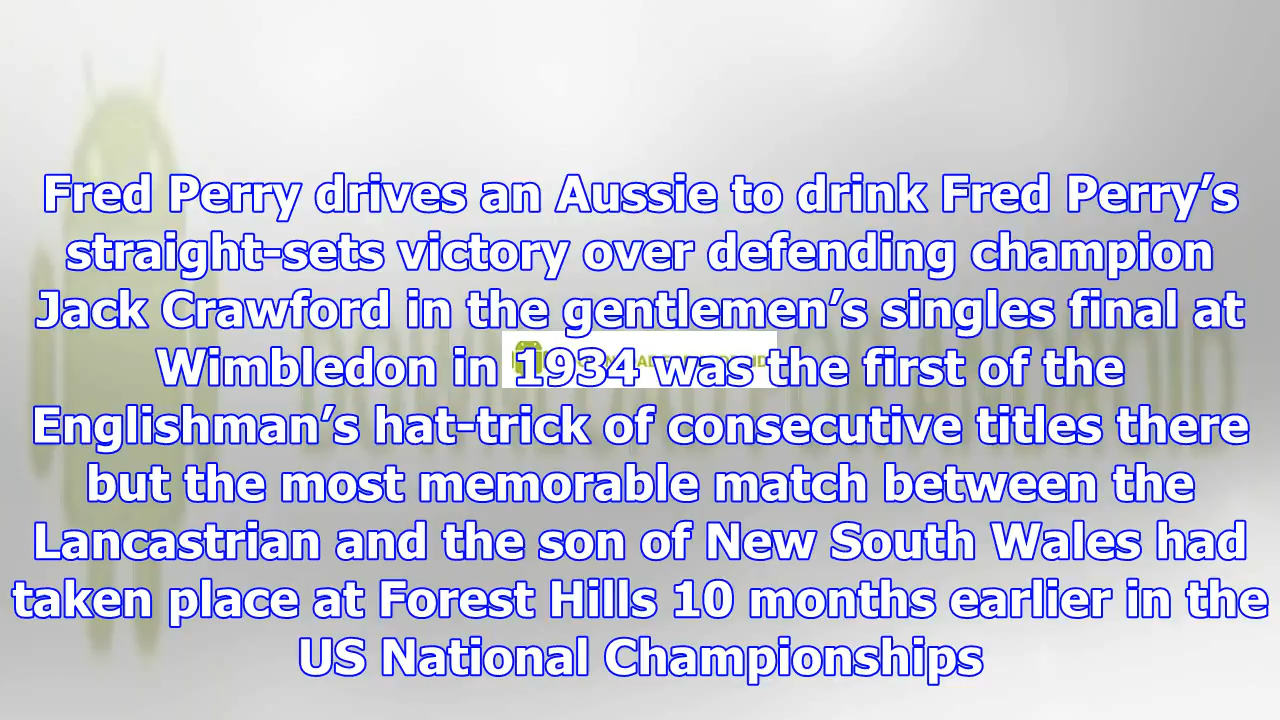 Fred Perry drives an Aussie to drink Fred Perry’s
straight-sets victory over defending champion
Jack Crawford in the gentlemen’s singles final at
Wimbledon in 1934 was the first of the
Englishman’s hat-trick of consecutive titles there
but the most memorable match between the
Lancastrian and the son of New South Wales had
taken place at Forest Hills 10 months earlier in the
US National Championships